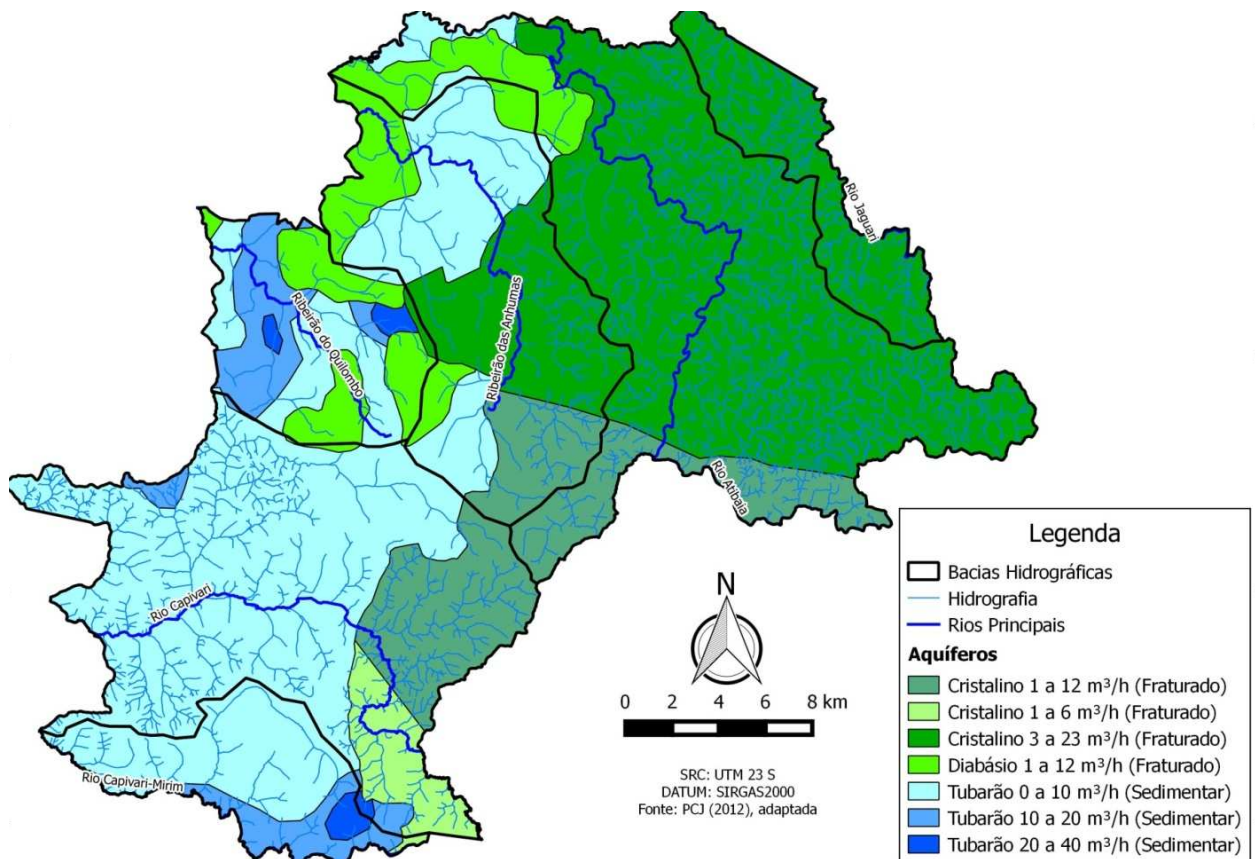 Rio Jaguari
Ribeirão das Anhumas
Ribeirão do Quilombo
Rio Atibaia
Rio Capivari
Rio Capivari-Mirim
N
0 2 4 6 8 km
SRC: UTM 23 S
DATUM: SIRGAS2000
Fonte: PCJ (2012), adaptada
Legenda
Bacias Hidrográficas
Hidrografia
Rios Principais
Aquíferos
Cristalino 1 a 12 m³/h (Fraturado)
Cristalino 1 a 6 m³/h (Fraturado)
Cristalino 3 a 23 m³/h (Fraturado)
Diabásio 1 a 12 m³/h (Fraturado)
Tubarão 0 a 10 m³/h (Sedimentar)
Tubarão 10 a 20 m³/h (Sedimentar)
Tubarão 20 a 40 m³/h (Sedimentar)